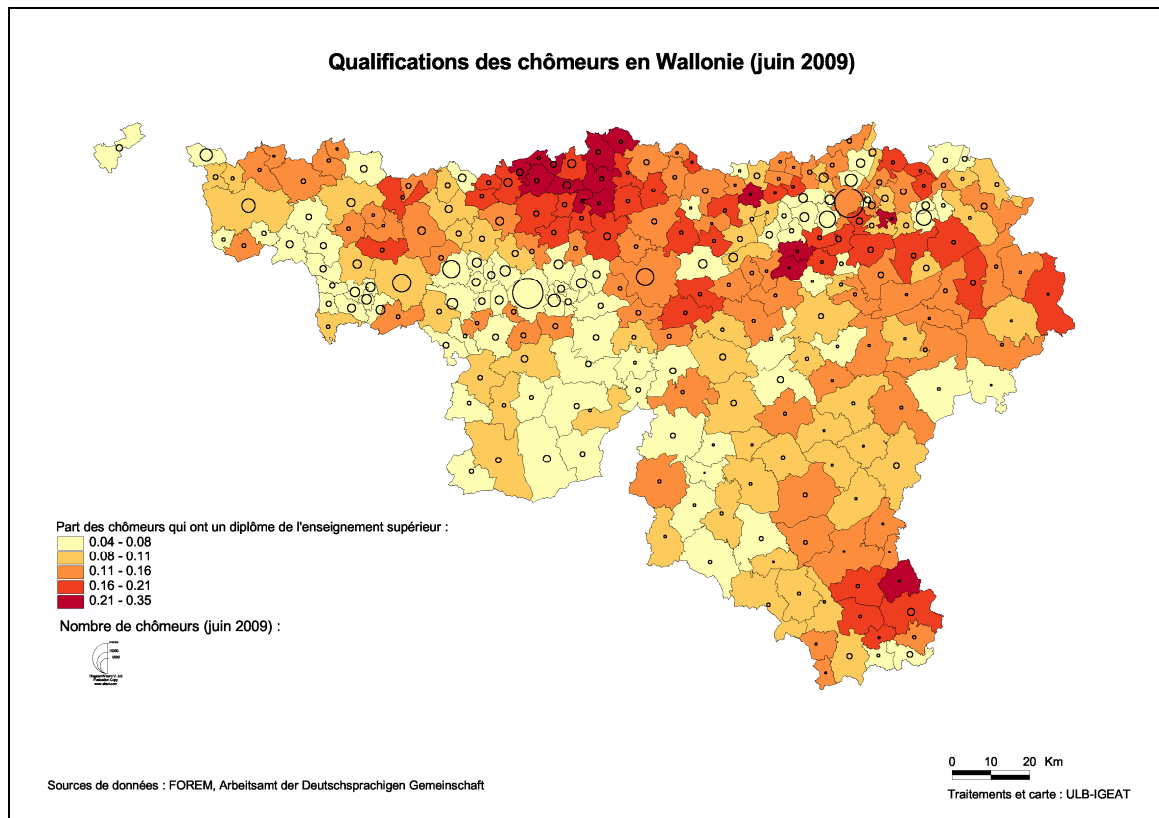 Qualifications des chômeurs en Wallonie (juin 2009)
Part des chômeurs qui ont un diplôme de l'enseignement supérieur :
0.04 - 0.08
0.08 - 0.11
0.11 - 0.16
0.16 - 0.21
0.21 - 0.35
Nombre de chômeurs (juin 2009) :
Evaluation Copy
0 10 20 Km
Sources de données : FOREM, Arbeitsamt der Deutschsprachigen Gemeinschaft
Traitements et carte : ULB-IGEAT